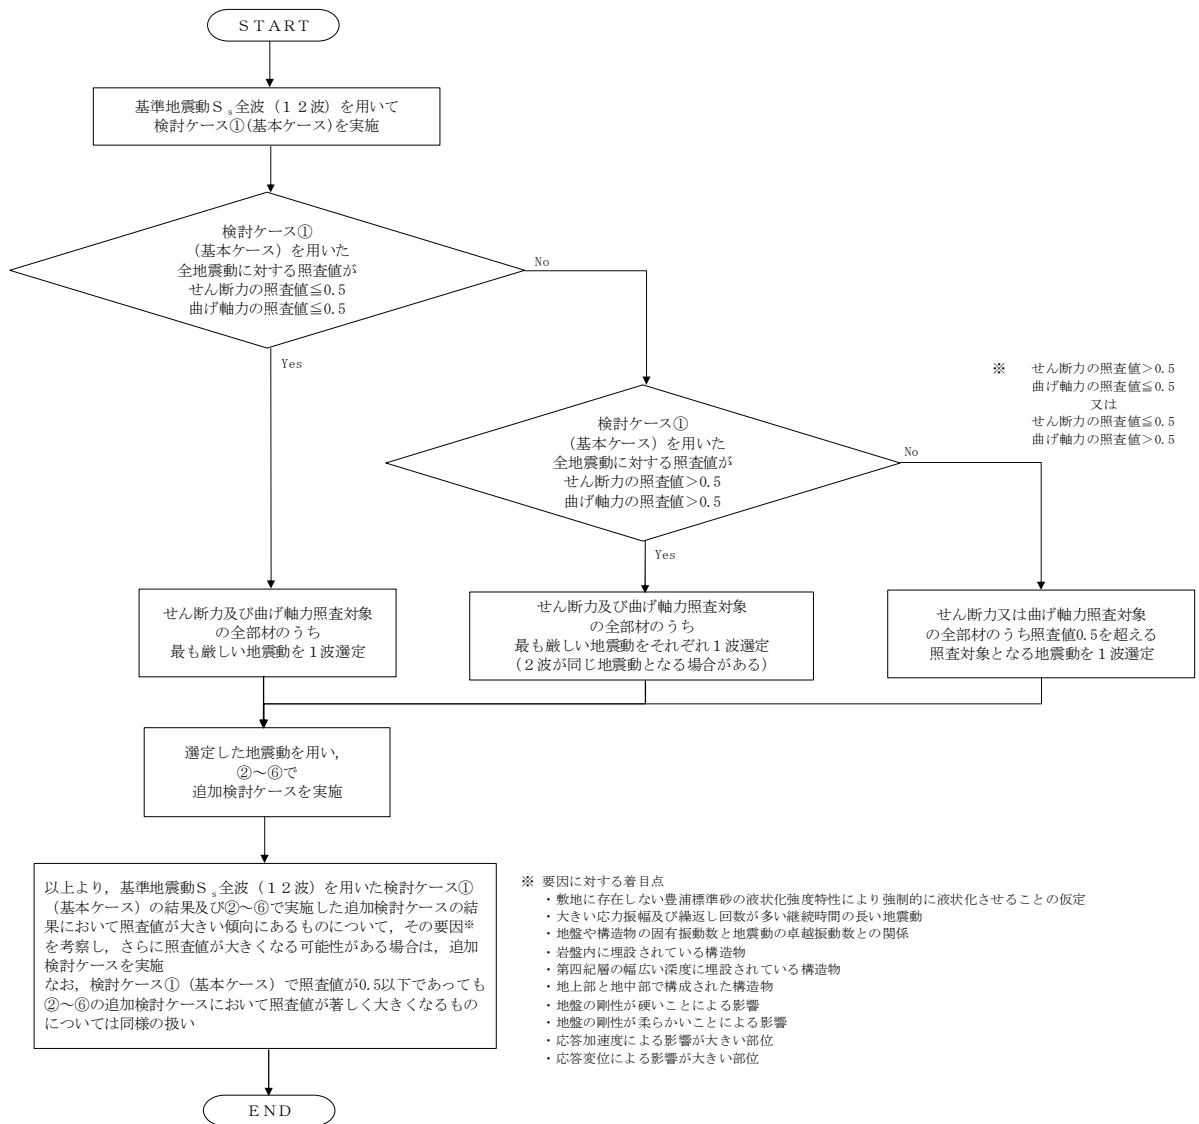 START
基準地震動Ｓｓ全波（１２波）を用いて
検討ケース①(基本ケース)を実施
検討ケース①
（基本ケース）を用いた
全地震動に対する照査値が
せん断力の照査値≦0.5
曲げ軸力の照査値≦0.5
No
Yes
※　せん断力の照査値＞0.5
曲げ軸力の照査値≦0.5
又は
せん断力の照査値≦0.5
曲げ軸力の照査値＞0.5
検討ケース①
（基本ケース）を用いた
全地震動に対する照査値が
せん断力の照査値＞0.5
曲げ軸力の照査値＞0.5
No
Yes
せん断力及び曲げ軸力照査対象
の全部材のうち
最も厳しい地震動を１波選定
せん断力及び曲げ軸力照査対象
の全部材のうち
最も厳しい地震動をそれぞれ１波選定
（２波が同じ地震動となる場合がある）
せん断力又は曲げ軸力照査対象
の全部材のうち照査値0.5を超える
照査対象となる地震動を１波選定
選定した地震動を用い，
②～⑥で
追加検討ケースを実施
以上より，基準地震動Ｓｓ全波（１２波）を用いた検討ケース①
（基本ケース）の結果及び②～⑥で実施した追加検討ケースの結
果において照査値が大きい傾向にあるものについて，その要因※
を考察し，さらに照査値が大きくなる可能性がある場合は，追加
検討ケースを実施
なお，検討ケース①（基本ケース）で照査値が0.5以下であっても
②～⑥の追加検討ケースにおいて照査値が著しく大きくなるもの
については同様の扱い
※ 要因に対する着目点
・敷地に存在しない豊浦標準砂の液状化強度特性により強制的に液状化させることの仮定
・大きい応力振幅及び繰返し回数が多い継続時間の長い地震動
・地盤や構造物の固有振動数と地震動の卓越振動数との関係
・岩盤内に埋設されている構造物
・第四紀層の幅広い深度に埋設されている構造物
・地上部と地中部で構成された構造物
・地盤の剛性が硬いことによる影響
・地盤の剛性が柔らかいことによる影響
・応答加速度による影響が大きい部位
・応答変位による影響が大きい部位
END